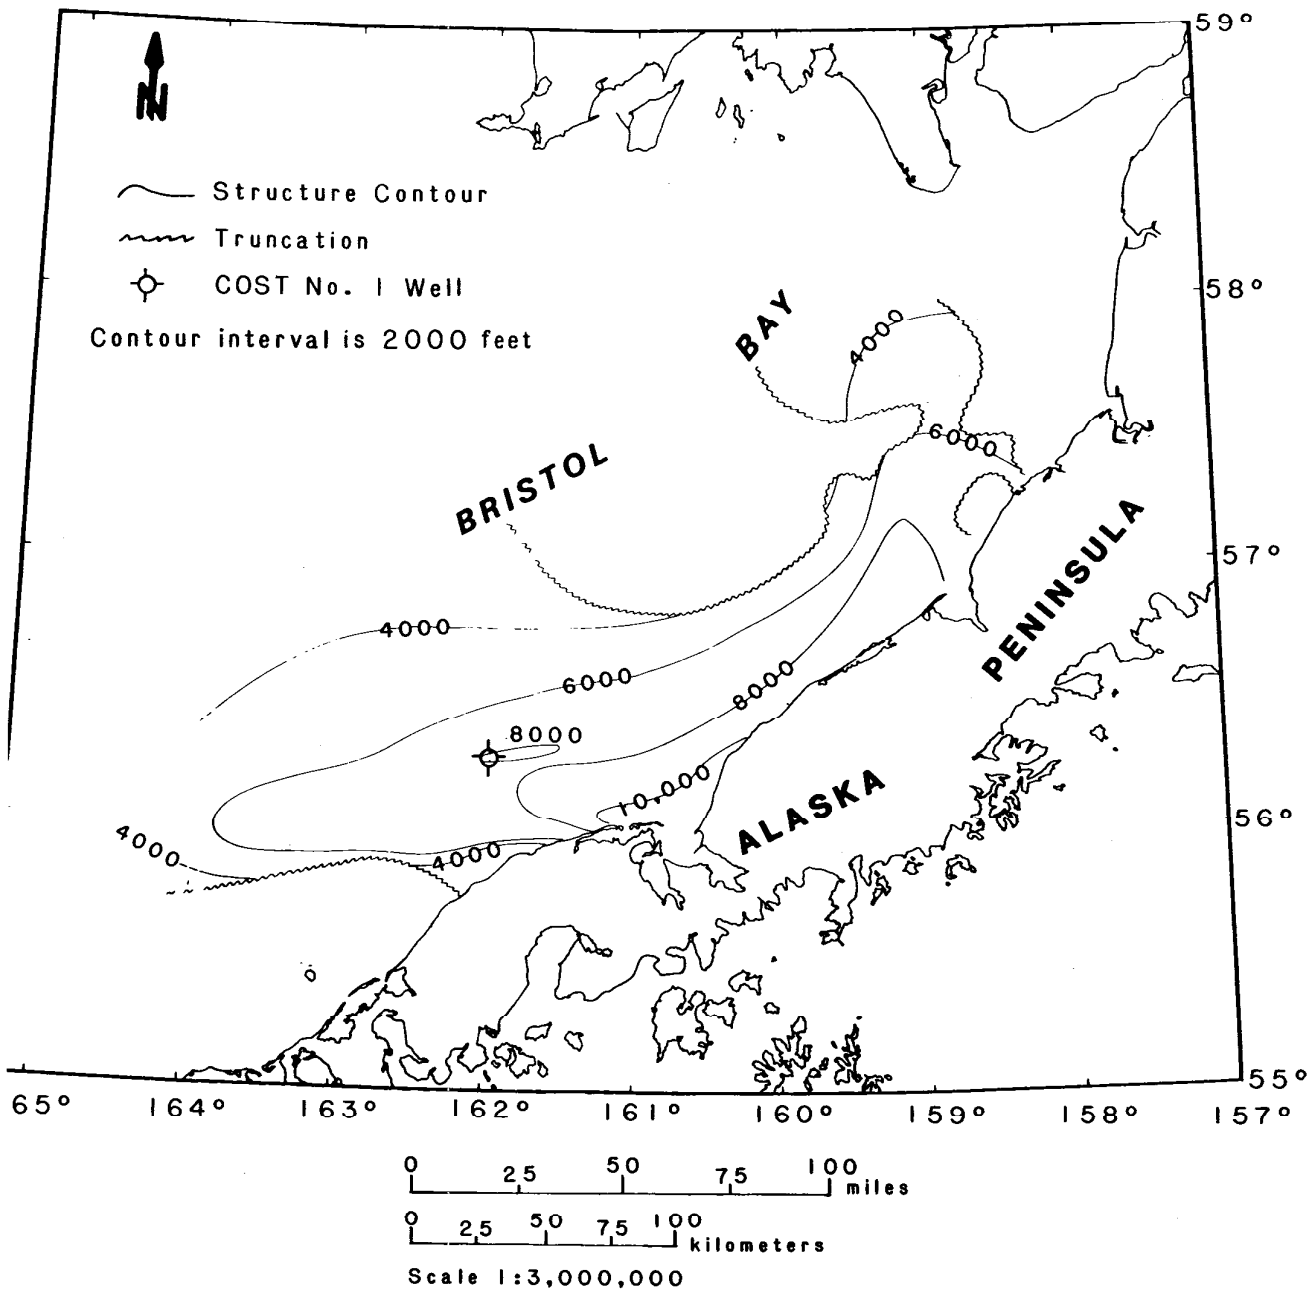 59°
N
Structure Contour
Truncation
COST No. 1 Well
Contour interval is 2000 feet
58°
BAY
4000
6000
BRISTOL
57°
PENINSULA
4000
6000
8000
8000
10,000
ALASKA
56°
4000
4000
55°
65° 164° 163° 162° 161° 160° 159° 158° 157°
0 25 50 75 100 miles
0 25 50 75 100 kilometers
Scale 1:3,000,000